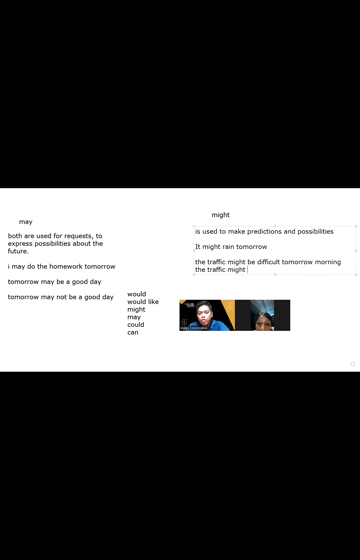 might
may
is used to make predictions and possibilities
both are used for requests, to
express possibilities about the
future.
It might rain tomorrow
the traffic might be difficult tomorrow morning
the traffic might
i may do the homework tomorrow
tomorrow may be a good day
tomorrow may not be a good day
would
would like
might
may
could
can